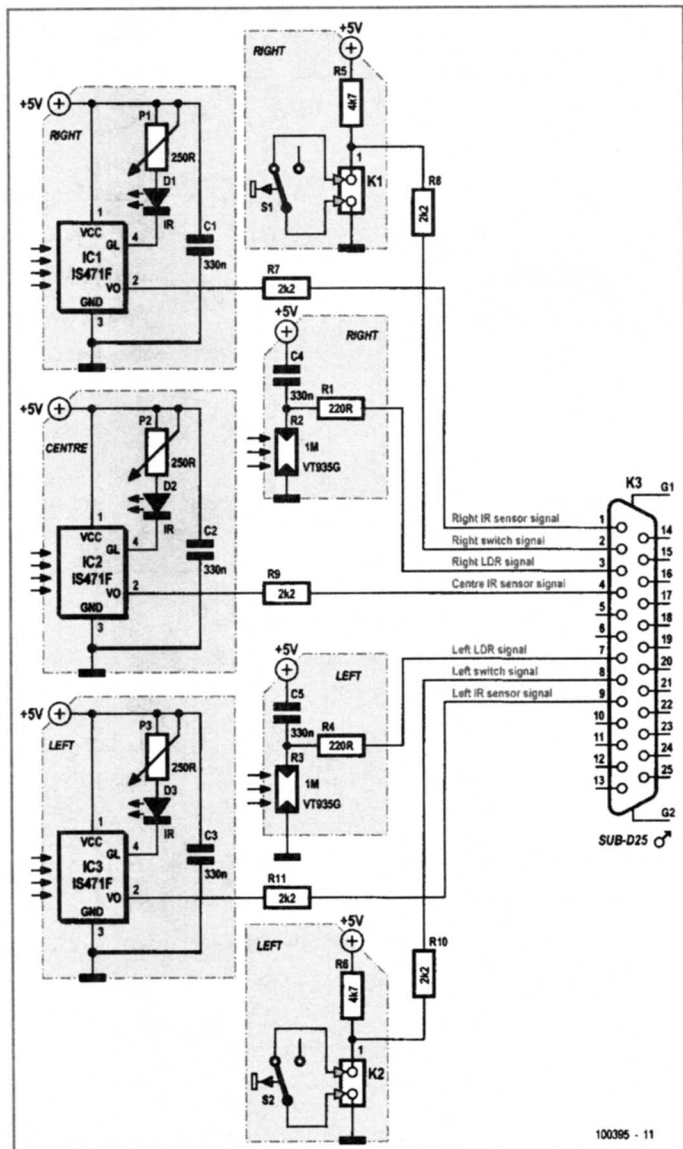 +5V
RIGHT
R5
4k7
1
K1
S1
R8
2k2
+5V
RIGHT
P1
250R
D1
IR
C1
330n
1
VCC
GL
4
IC1
IS471F
VO
2
GND
3
R7
2k2
+5V
RIGHT
C4
330n
R1
220R
R2
1M
VT935G
+5V
CENTRE
P2
250R
D2
IR
C2
330n
1
VCC
GL
4
IC2
IS471F
VO
2
GND
3
R9
2k2
K3
G1
Right IR sensor signal
Right switch signal
Right LDR signal
Centre IR sensor signal
Left LDR signal
Left switch signal
Left IR sensor signal
1
2
3
4
5
6
7
8
9
10
11
12
13
14
15
16
17
18
19
20
21
22
23
24
25
G2
SUB-D25 ♂
+5V
LEFT
C5
330n
R4
220R
R3
1M
VT935G
+5V
LEFT
P3
250R
D3
IR
C3
330n
1
VCC
GL
4
IC3
IS471F
VO
2
GND
3
R11
2k2
+5V
LEFT
R6
4k7
1
K2
S2
R10
2k2
100395 - 11